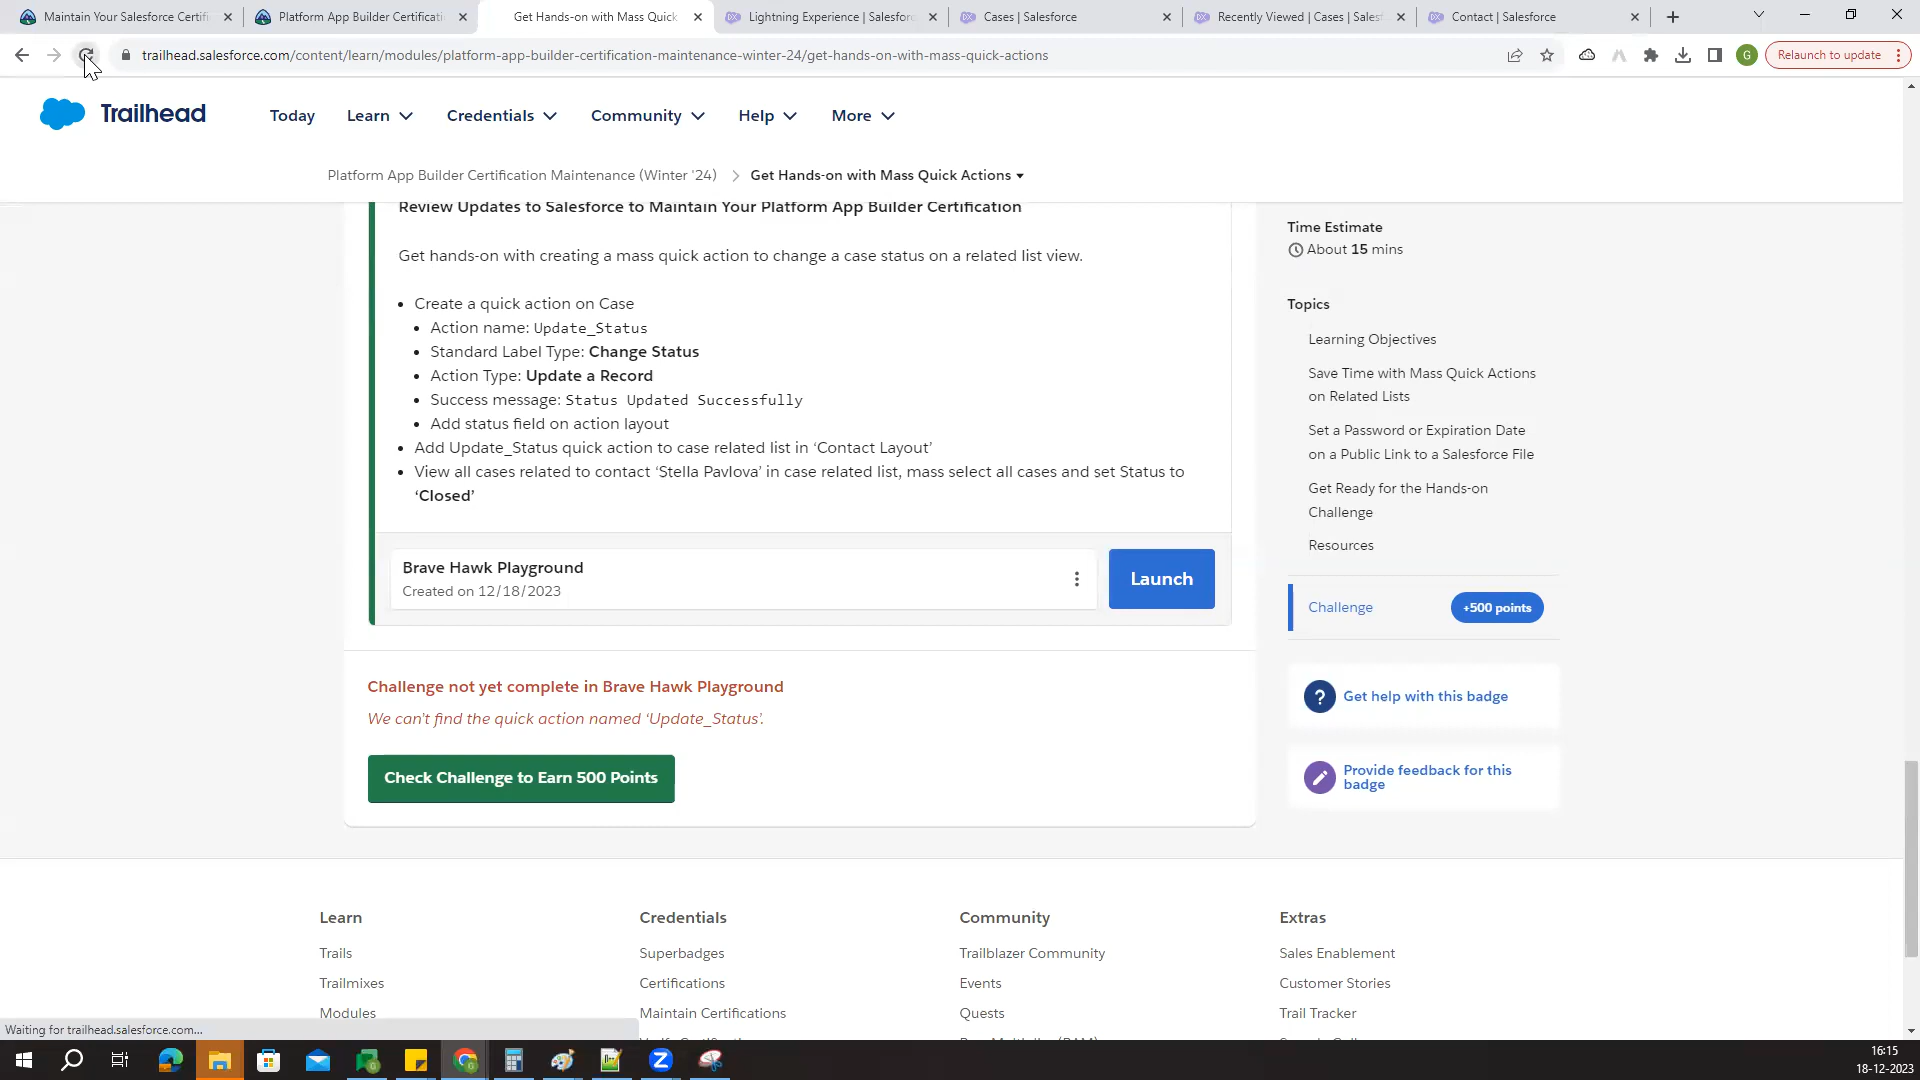 Maintain Your Salesforce Certifi
Platform App Builder Certificati
Get Hands-on with Mass Quick
Lightning Experience | Salesfor
Cases | Salesforce
Recently Viewed | Cases | Salesf
Contact | Salesforce
trailhead.salesforce.com/content/learn/modules/platform-app-builder-certification-maintenance-winter-24/get-hands-on-with-mass-quick-actions
G
Relaunch to update
Trailhead
Today
Learn
Credentials
Community
Help
More
Platform App Builder Certification Maintenance (Winter '24)
Get Hands-on with Mass Quick Actions
Review Updates to Salesforce to Maintain Your Platform App Builder Certification
Get hands-on with creating a mass quick action to change a case status on a related list view.
• Create a quick action on Case
• Action name: Update_Status
• Standard Label Type: Change Status
• Action Type: Update a Record
• Success message: Status Updated Successfully
• Add status field on action layout
• Add Update_Status quick action to case related list in ‘Contact Layout’
• View all cases related to contact ‘Stella Pavlova’ in case related list, mass select all cases and set Status to
‘Closed’
Brave Hawk Playground
Created on 12/18/2023
Launch
Challenge not yet complete in Brave Hawk Playground
We can't find the quick action named ‘Update_Status’.
Check Challenge to Earn 500 Points
Time Estimate
About 15 mins
Topics
Learning Objectives
Save Time with Mass Quick Actions
on Related Lists
Set a Password or Expiration Date
on a Public Link to a Salesforce File
Get Ready for the Hands-on
Challenge
Resources
Challenge
+500 points
Get help with this badge
Provide feedback for this
badge
Learn
Trails
Trailmixes
Modules
Credentials
Superbadges
Certifications
Maintain Certifications
Community
Trailblazer Community
Events
Quests
Extras
Sales Enablement
Customer Stories
Trail Tracker
Waiting for trailhead.salesforce.com...
16:15
18-12-2023